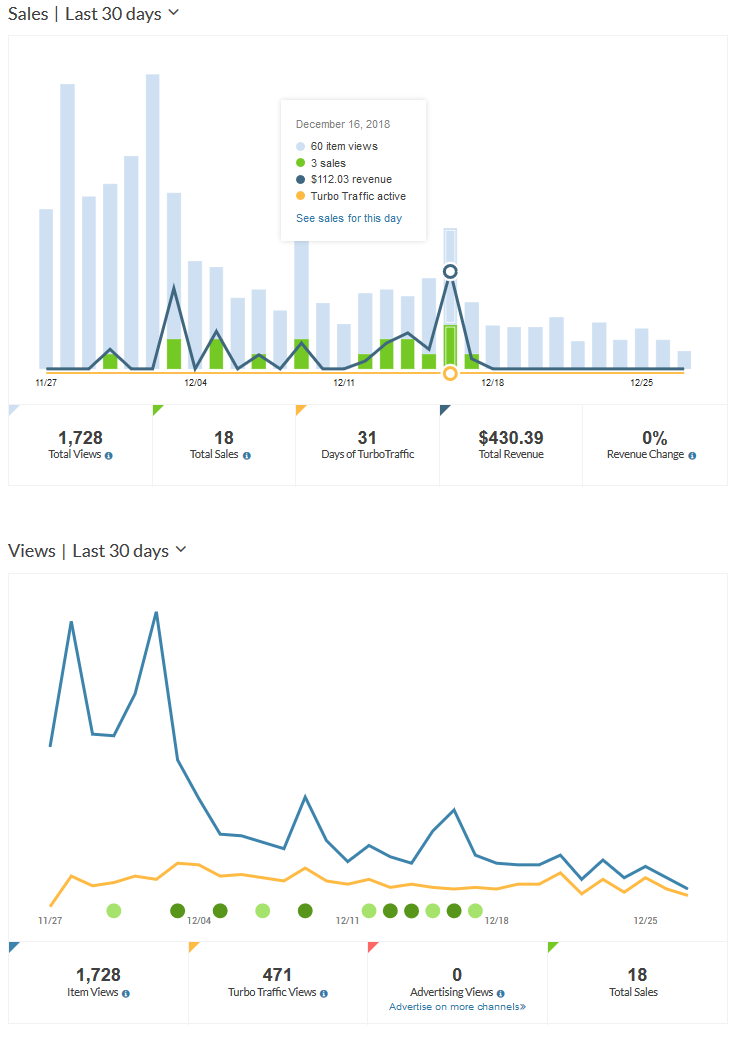 Sales | Last 30 days
December 16, 2018
60 item views
3 sales
$112.03 revenue
Turbo Traffic active
See sales for this day
11/27 12/04 12/11 12/18 12/25
1,728 18 31 $430.39 0%
Total Views Total Sales Days of TurboTraffic Total Revenue Revenue Change
Views | Last 30 days
11/27 12/04 12/11 12/18 12/25
1,728 471 0 18
Item Views Turbo Traffic Views Advertising Views Total Sales
Advertise on more channels»